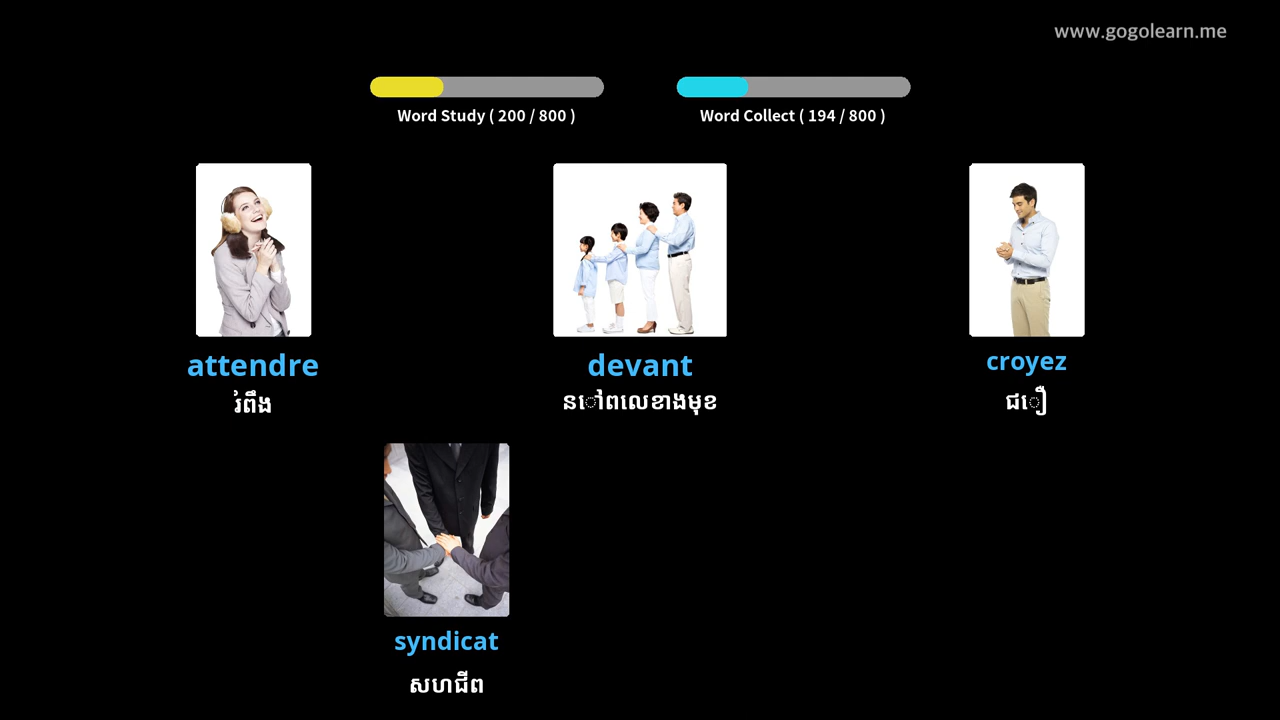 www.gogolearn.me
Word Study ( 200 / 800 )
Word Collect ( 194 / 800 )
attendre
devant
croyez
រំពឹង
នៅពេលខាងមុខ
ជឿ
syndicat
សហជីព